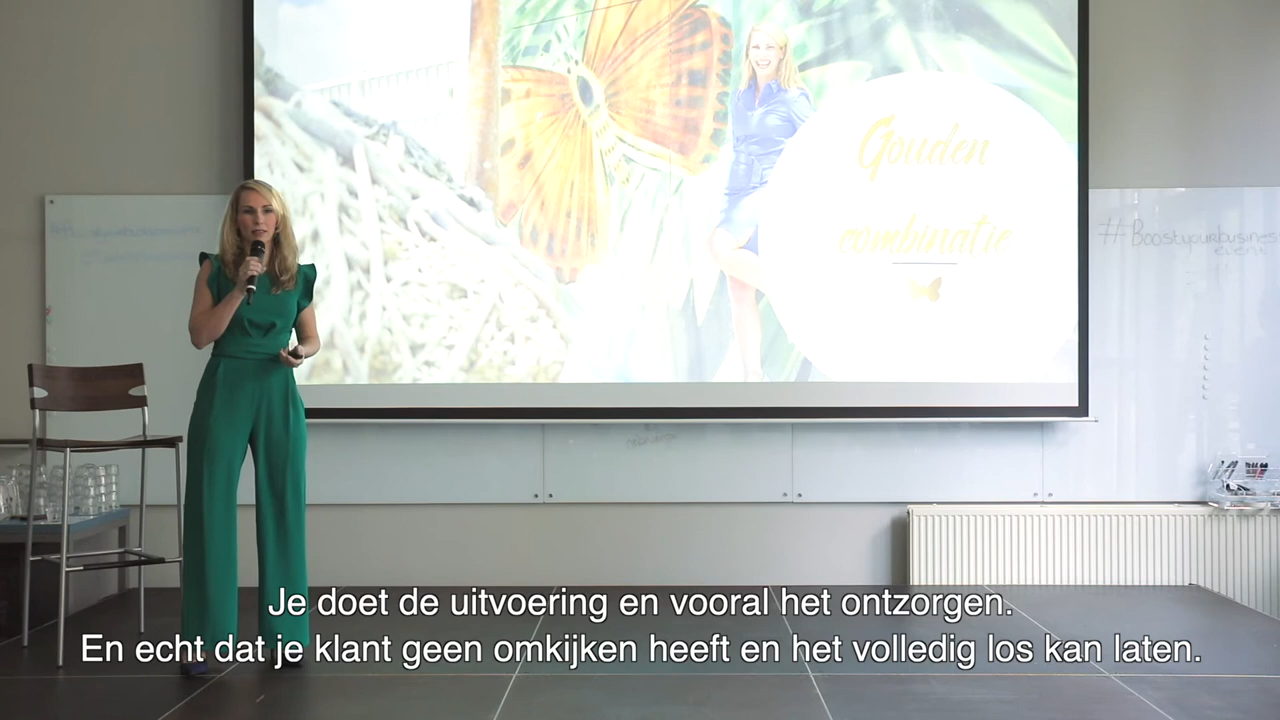 Gouden
combinatie
#Boostyourbusiness
event
Je doet de uitvoering en vooral het ontzorgen.
En echt dat je klant geen omkijken heeft en het volledig los kan laten.